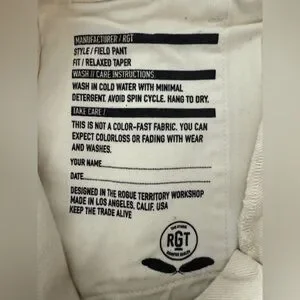 MANUFACTURER / RGT
STYLE / FIELD PANT
FIT / RELAXED TAPER
WASH // CARE INSTRUCTIONS
WASH IN COLD WATER WITH MINIMAL
DETERGENT. AVOID SPIN CYCLE. HANG TO DRY.
TAKE CARE /
THIS IS NOT A COLOR-FAST FABRIC. YOU CAN
EXPECT COLORLOSS OR FADING WITH WEAR
AND WASHES.
YOUR NAME
DATE
DESIGNED IN THE ROGUE TERRITORY WORKSHOP
MADE IN LOS ANGELES, CALIF. USA
KEEP THE TRADE ALIVE
RGT